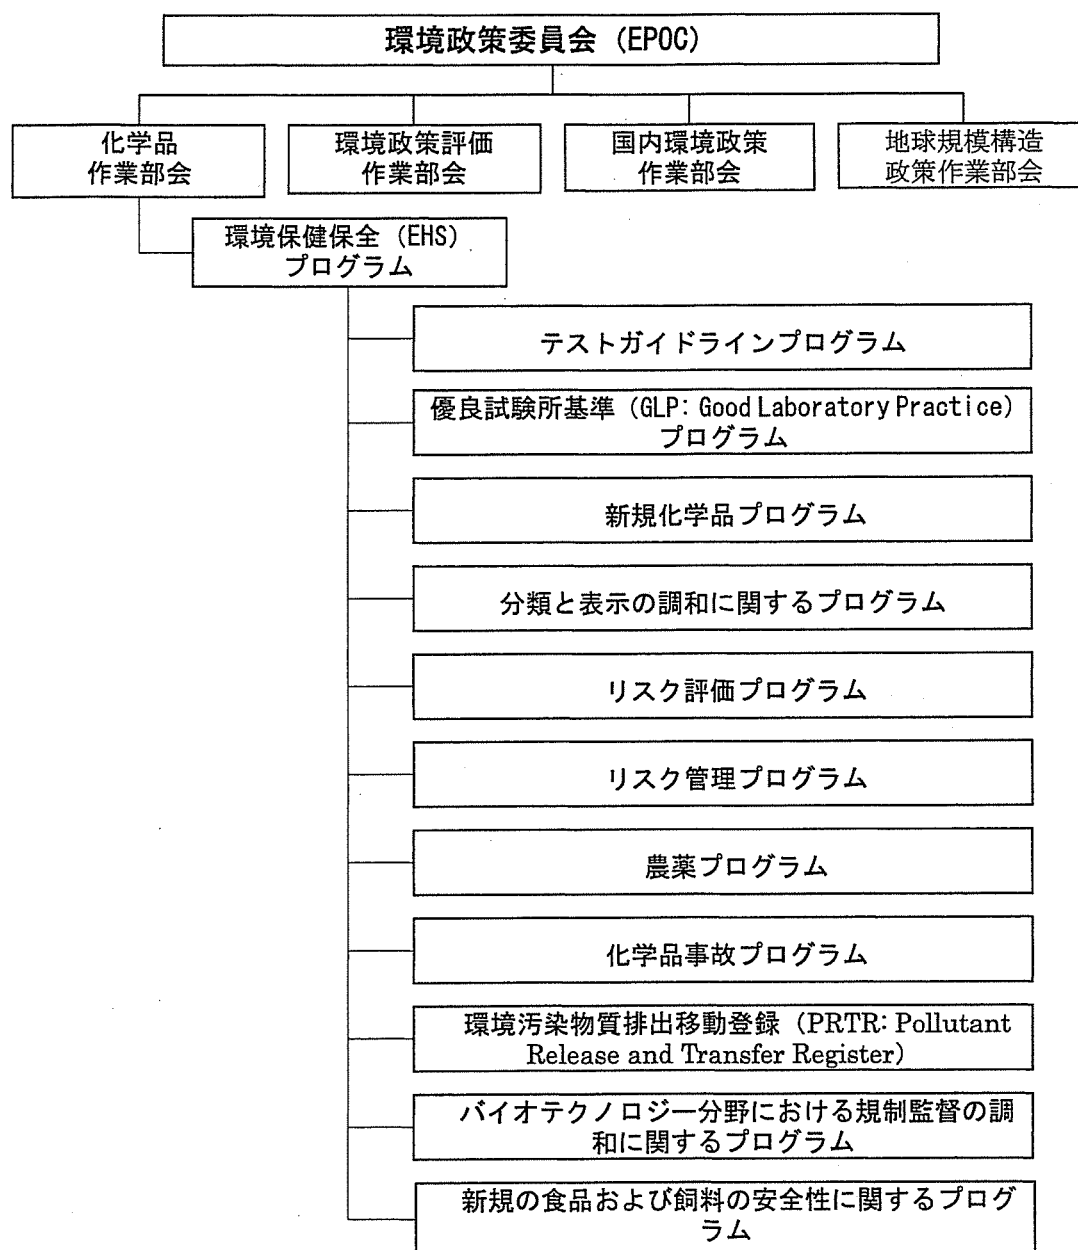 環境政策委員会（EPOC）
化学品
作業部会
環境政策評価
作業部会
国内環境政策
作業部会
地球規模構造
政策作業部会
環境保健保全（EHS）
プログラム
テストガイドラインプログラム
優良試験所基準（GLP: Good Laboratory Practice）
プログラム
新規化学品プログラム
分類と表示の調和に関するプログラム
リスク評価プログラム
リスク管理プログラム
農薬プログラム
化学品事故プログラム
環境汚染物質排出移動登録（PRTR: Pollutant
Release and Transfer Register）
バイオテクノロジー分野における規制監督の調
和に関するプログラム
新規の食品および飼料の安全性に関するプログ
ラム